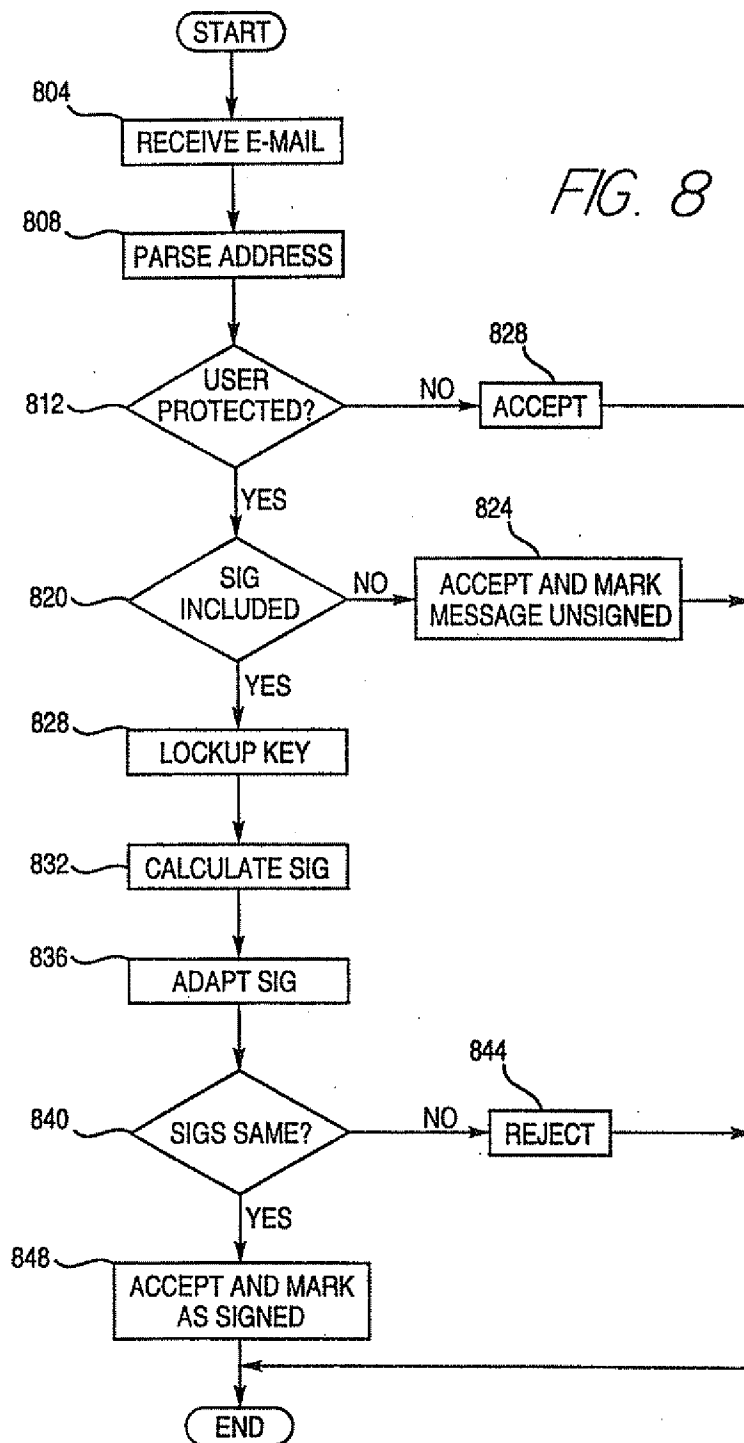 START
804
RECEIVE E-MAIL
FIG. 8
808
PARSE ADDRESS
828
812
USER
PROTECTED?
NO
ACCEPT
YES
824
820
SIG
INCLUDED
NO
ACCEPT AND MARK
MESSAGE UNSIGNED
YES
828
LOCKUP KEY
832
CALCULATE SIG
836
ADAPT SIG
844
840
SIGS SAME?
NO
REJECT
YES
848
ACCEPT AND MARK
AS SIGNED
END